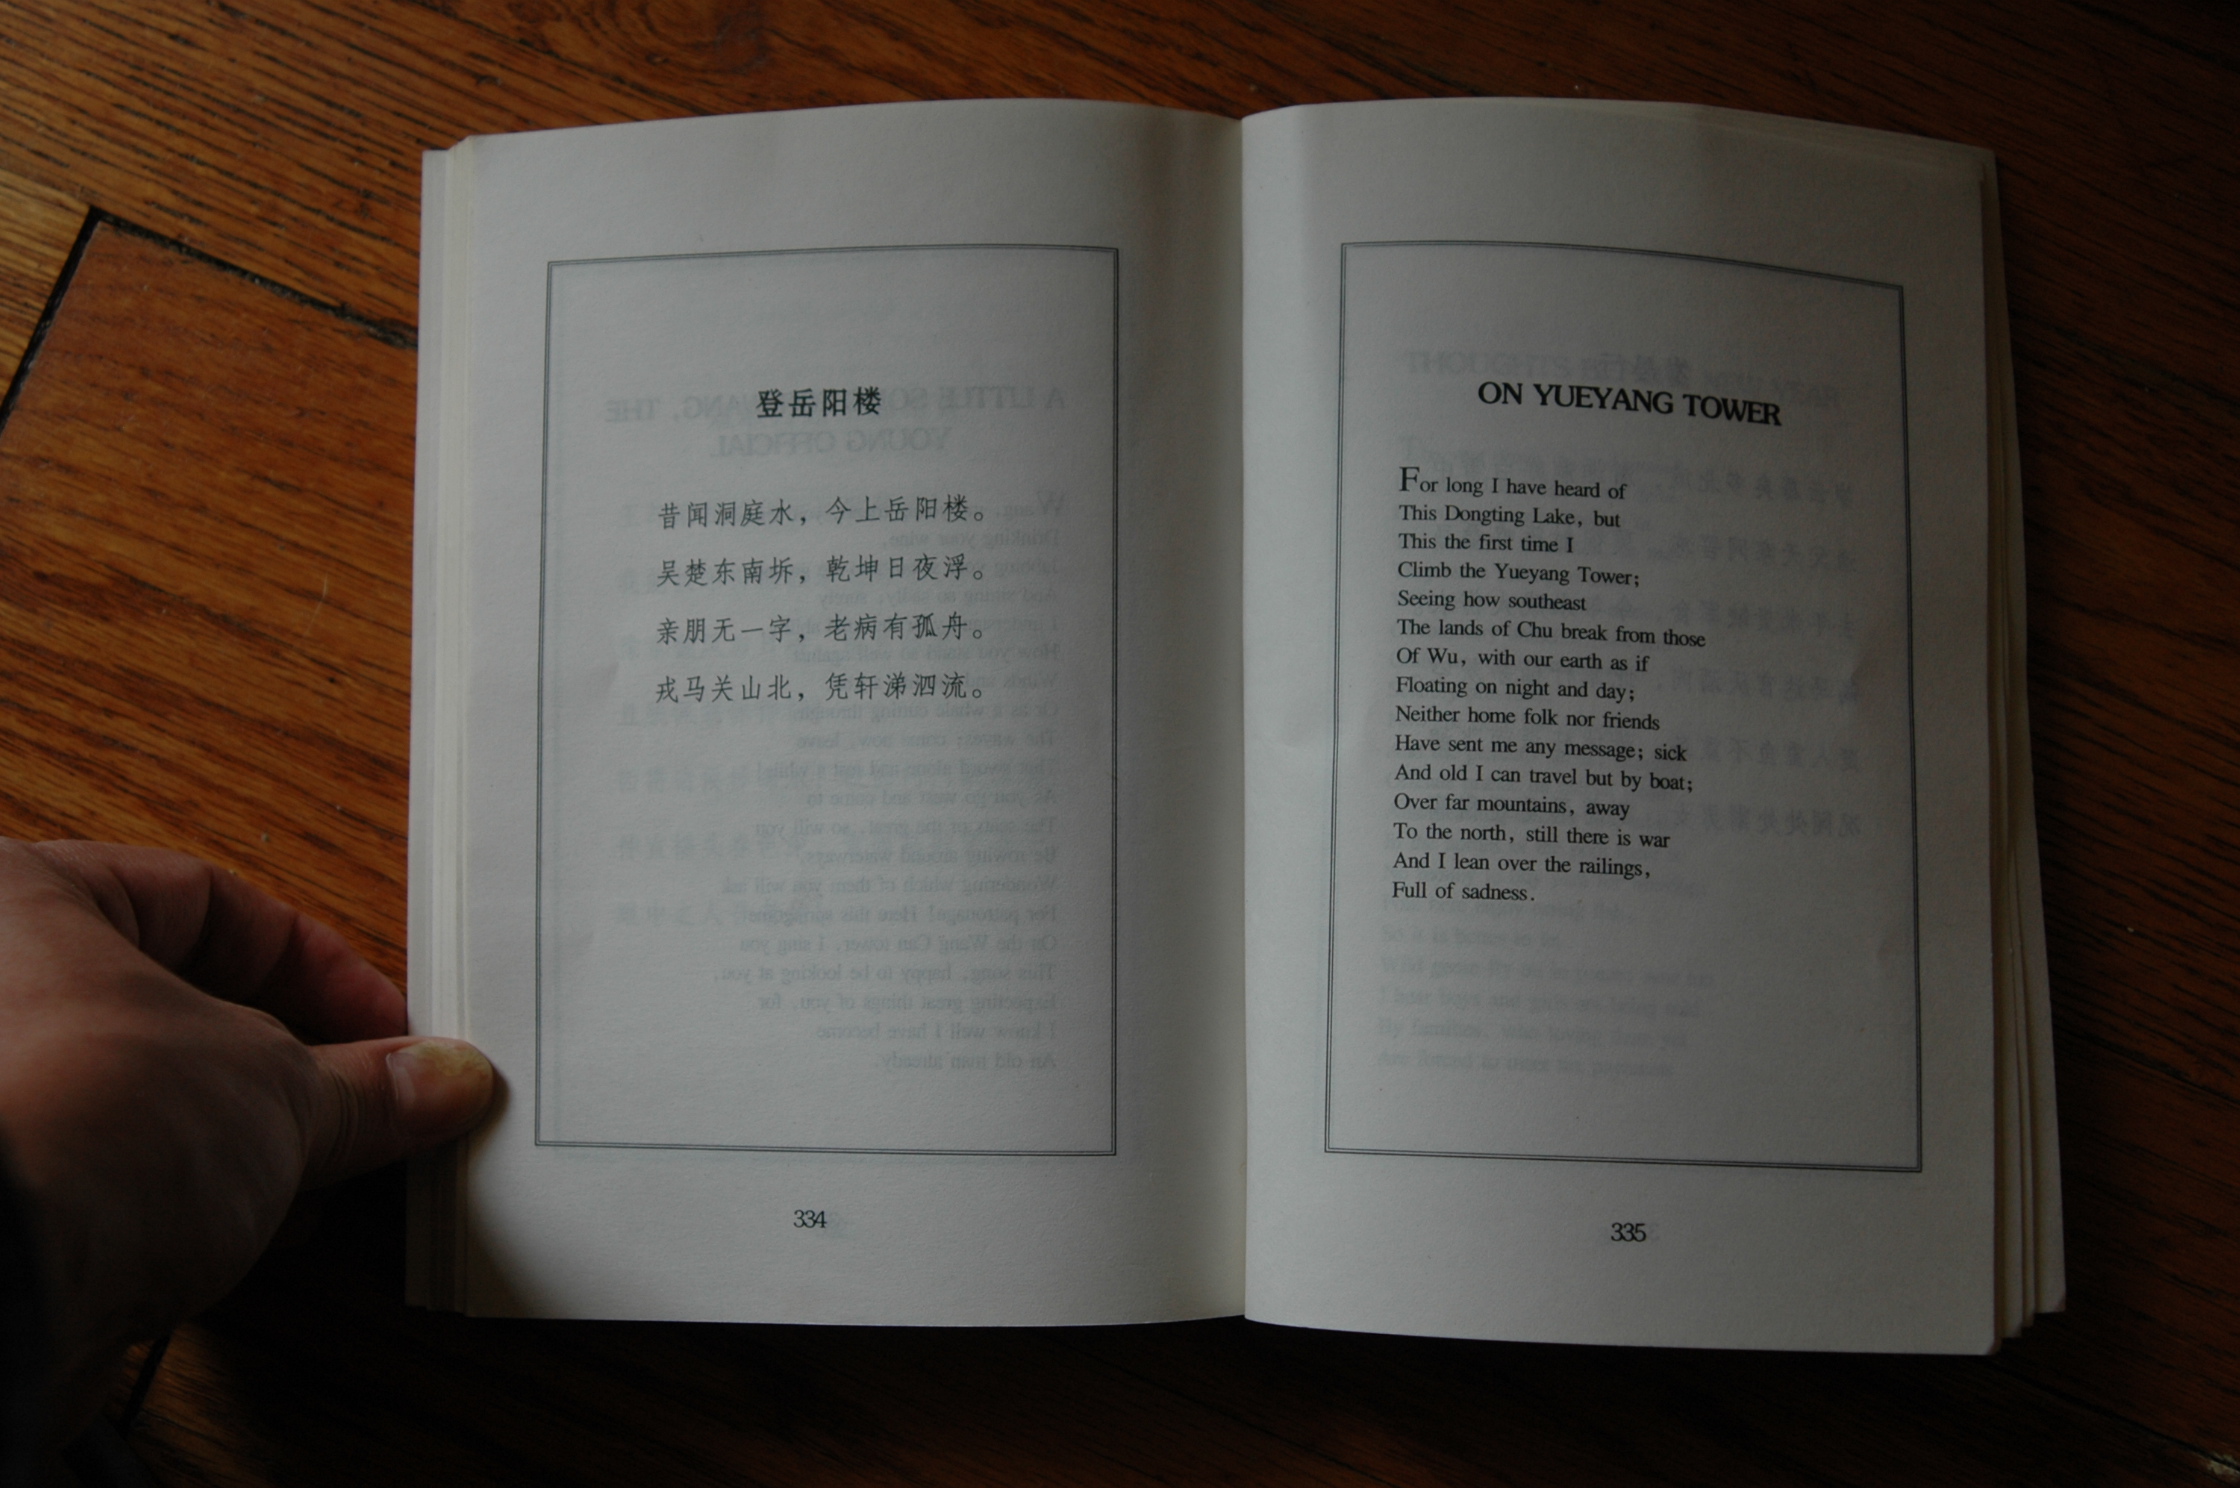 登岳阳楼
昔闻洞庭水，今上岳阳楼。
吴楚东南坼，乾坤日夜浮。
亲朋无一字，老病有孤舟。
戎马关山北，凭轩涕泗流。
334
ON YUEYANG TOWER
For long I have heard of
This Dongting Lake, but
This the first time I
Climb the Yueyang Tower;
Seeing how southeast
The lands of Chu break from those
Of Wu, with our earth as if
Floating on night and day;
Neither home folk nor friends
Have sent me any message; sick
And old I can travel but by boat;
Over far mountains, away
To the north, still there is war
And I lean over the railings,
Full of sadness.
335